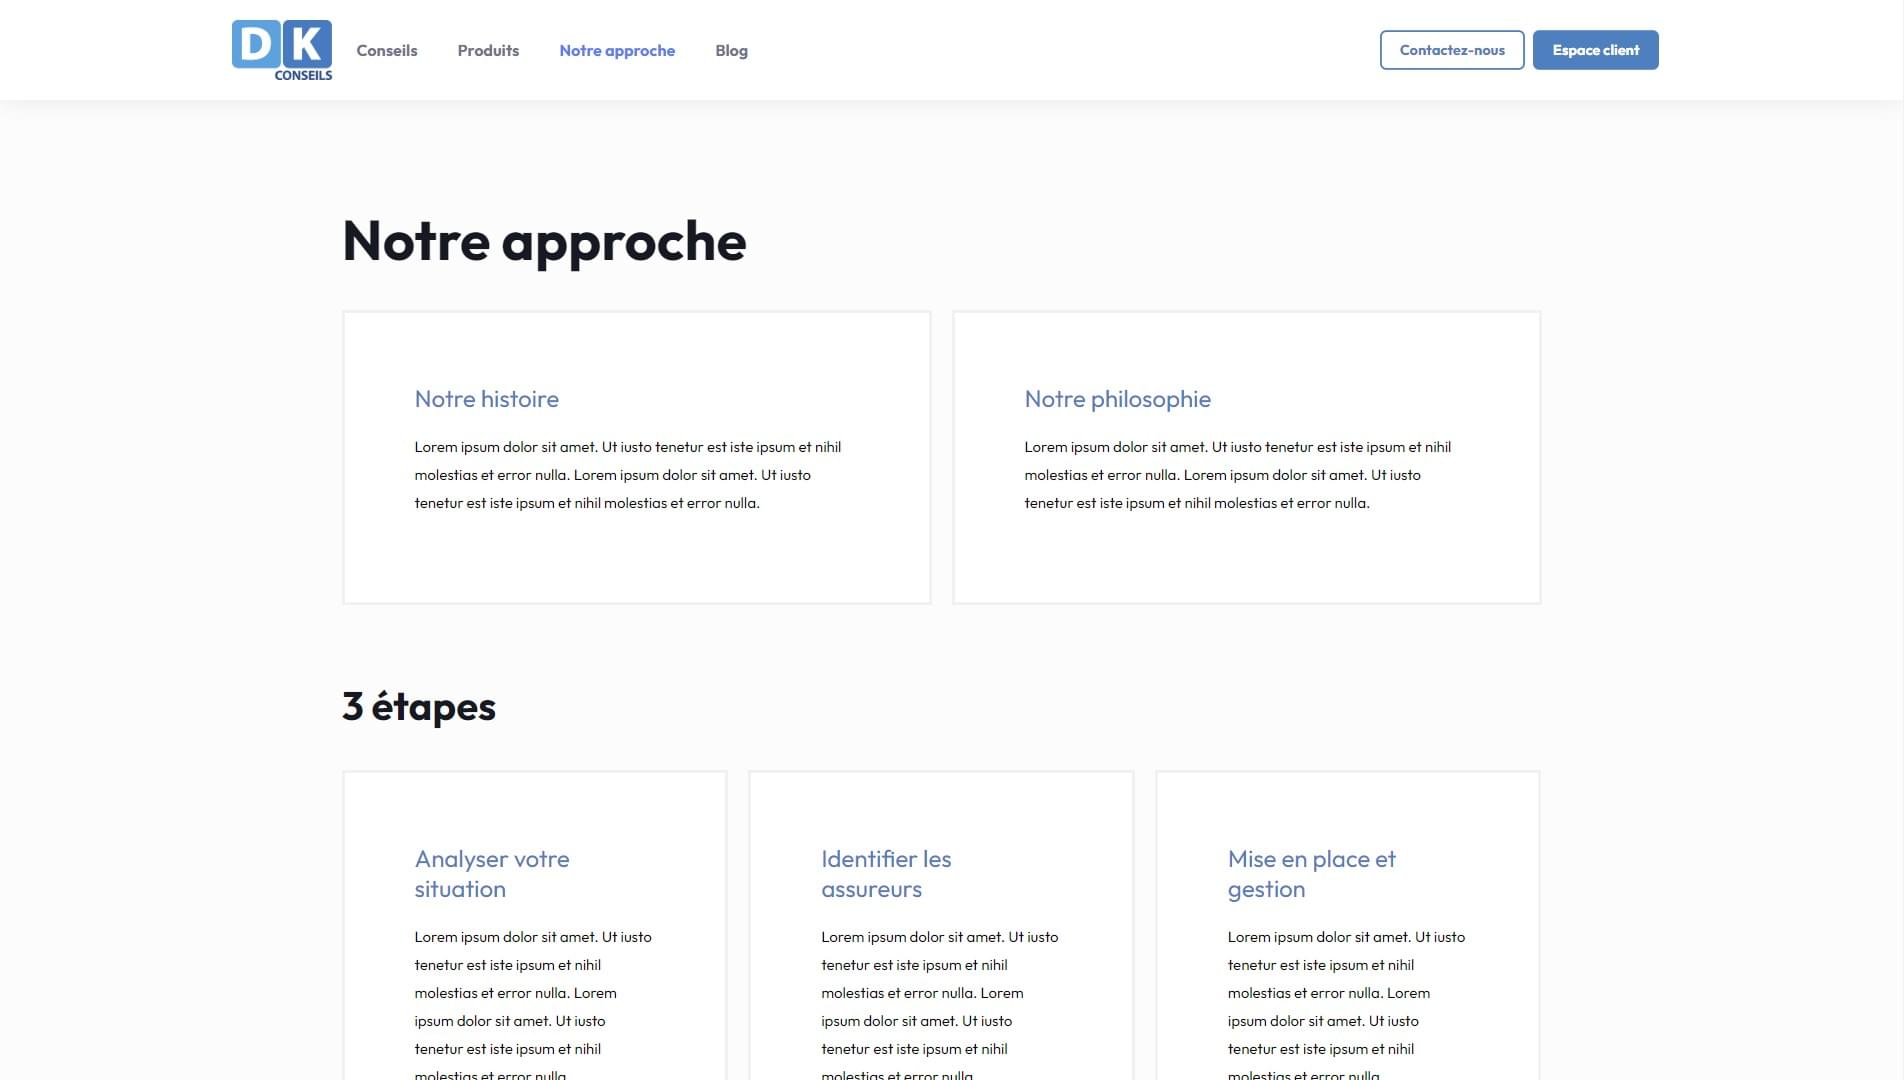 DK
CONSEILS
Conseils
Produits
Notre approche
Blog
Contactez-nous
Espace client
Notre approche
Notre histoire
Lorem ipsum dolor sit amet. Ut iusto tenetur est iste ipsum et nihil
molestias et error nulla. Lorem ipsum dolor sit amet. Ut iusto
tenetur est iste ipsum et nihil molestias et error nulla.
Notre philosophie
Lorem ipsum dolor sit amet. Ut iusto tenetur est iste ipsum et nihil
molestias et error nulla. Lorem ipsum dolor sit amet. Ut iusto
tenetur est iste ipsum et nihil molestias et error nulla.
3 étapes
Analyser votre
situation
Lorem ipsum dolor sit amet. Ut iusto
tenetur est iste ipsum et nihil
molestias et error nulla. Lorem
ipsum dolor sit amet. Ut iusto
tenetur est iste ipsum et nihil
molestias et error nulla.
Identifier les
assureurs
Lorem ipsum dolor sit amet. Ut iusto
tenetur est iste ipsum et nihil
molestias et error nulla. Lorem
ipsum dolor sit amet. Ut iusto
tenetur est iste ipsum et nihil
molestias et error nulla.
Mise en place et
gestion
Lorem ipsum dolor sit amet. Ut iusto
tenetur est iste ipsum et nihil
molestias et error nulla. Lorem
ipsum dolor sit amet. Ut iusto
tenetur est iste ipsum et nihil
molestias et error nulla.